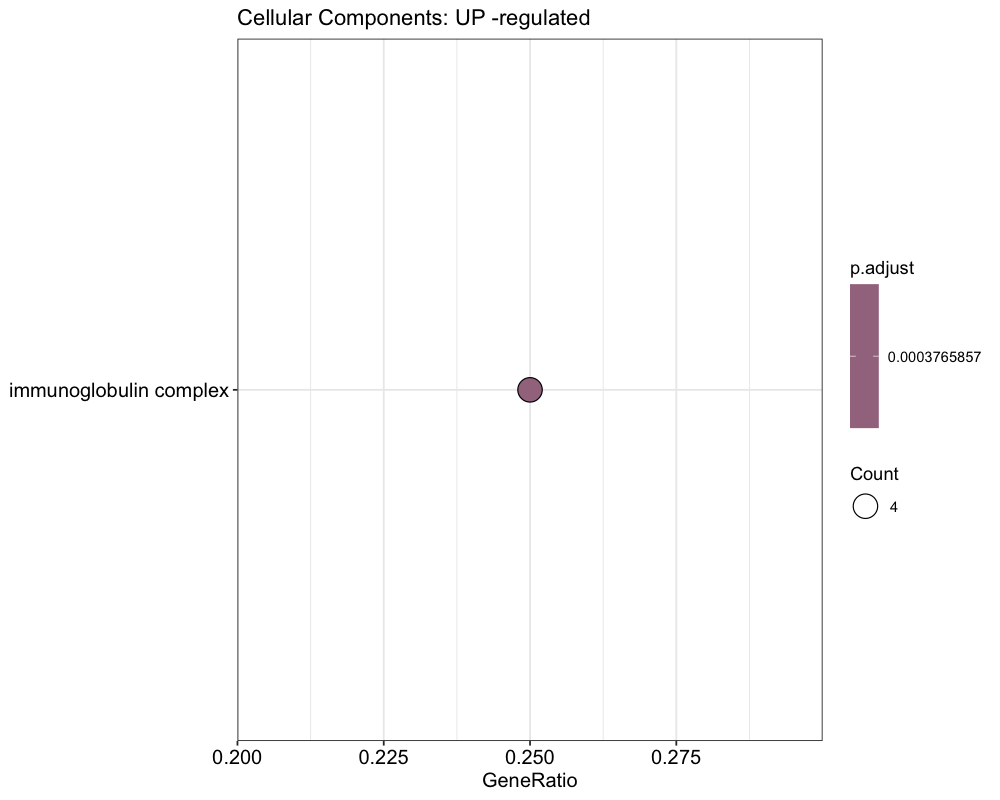 Cellular Components: UP -regulated
immunoglobulin complex
0.200 0.225 0.250 0.275
GeneRatio
p.adjust
0.0003765857
Count
4